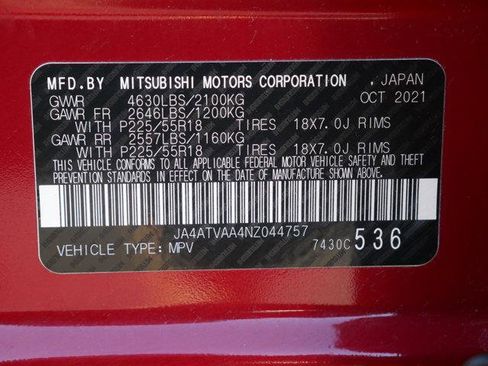 MFD.BY MITSUBISHI MOTORS CORPORATION , JAPAN
GVWR 4630LBS/2100KG OCT 2021
GAWR FR 2646LBS/1200KG
WITH P225/55R18 TIRES 18X7.0J RIMS
GAWR RR 2557LBS/1160KG
WITH P225/55R18 TIRES 18X7.0J RIMS
THIS VEHICLE CONFORMS TO ALL APPLICABLE FEDERAL MOTOR VEHICLE SAFETY AND THEFT
PREVENTION STANDARDS IN EFFECT ON THE DATE OF MANUFACTURE SHOWN ABOVE.
JA4ATVAA4NZ044757
VEHICLE TYPE: MPV 7430C 536